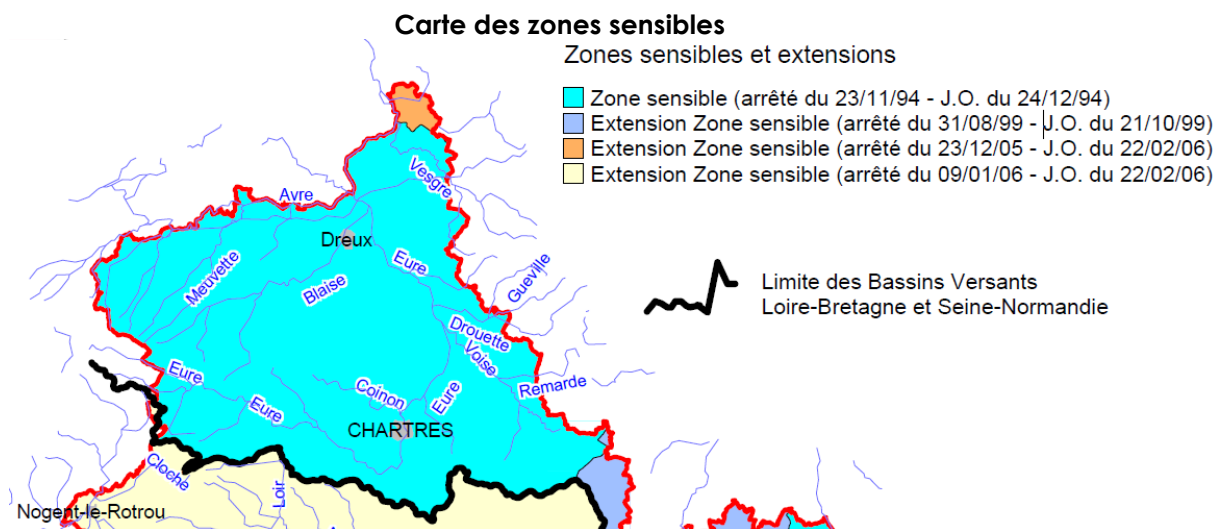 Carte des zones sensibles
Zones sensibles et extensions
Zone sensible (arrêté du 23/11/94 - J.O. du 24/12/94)
Extension Zone sensible (arrêté du 31/08/99 - J.O. du 21/10/99)
Extension Zone sensible (arrêté du 23/12/05 - J.O. du 22/02/06)
Extension Zone sensible (arrêté du 09/01/06 - J.O. du 22/02/06)
Limite des Bassins Versants
Loire-Bretagne et Seine-Normandie
Vesgre
Avre
Dreux
Eure
Gueville
Meuvette
Blaise
Drouette
Voise
Eure
Remarde
Coinon
Eure
Eure
CHARTRES
Cloche
Loir
Nogent-le-Rotrou